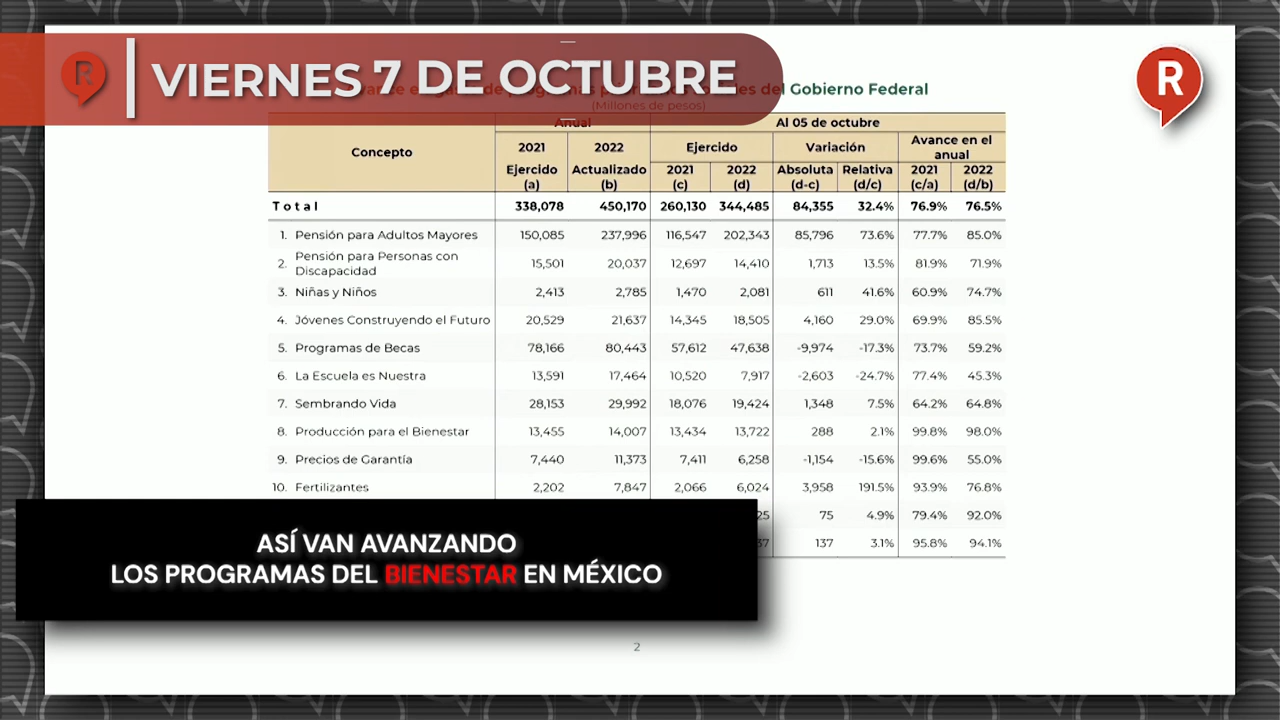 VIERNES 7 DE OCTUBRE
R
R
Gobierno Federal
(Millones de pesos)
Concepto
Anual
Al 05 de octubre
2021 2022 Ejercido Variación Avance en el anual
Ejercido (a) Actualizado (b) 2021 (c) 2022 (d) Absoluta (d-c) Relativa (d/c) 2021 (c/a) 2022 (d/b)
Total 338,078 450,170 260,130 344,485 84,355 32.4% 76.9% 76.5%
1. Pensión para Adultos Mayores 150,085 237,996 116,547 202,343 85,796 73.6% 77.7% 85.0%
2. Pensión para Personas con Discapacidad 15,501 20,037 12,697 14,410 1,713 13.5% 81.9% 71.9%
3. Niñas y Niños 2,413 2,785 1,470 2,081 611 41.6% 60.9% 74.7%
4. Jóvenes Construyendo el Futuro 20,529 21,637 14,345 18,505 4,160 29.0% 69.9% 85.5%
5. Programas de Becas 78,166 80,443 57,612 47,638 -9,974 -17.3% 73.7% 59.2%
6. La Escuela es Nuestra 13,591 17,464 10,520 7,917 -2,603 -24.7% 77.4% 45.3%
7. Sembrando Vida 28,153 29,992 18,076 19,424 1,348 7.5% 64.2% 64.8%
8. Producción para el Bienestar 13,455 14,007 13,434 13,722 288 2.1% 99.8% 98.0%
9. Precios de Garantía 7,440 11,373 7,411 6,258 -1,154 -15.6% 99.6% 55.0%
10. Fertilizantes 2,202 7,847 2,066 6,024 3,958 191.5% 93.9% 76.8%
75 4.9% 79.4% 92.0%
137 3.1% 95.8% 94.1%
ASÍ VAN AVANZANDO
LOS PROGRAMAS DEL BIENESTAR EN MÉXICO
2